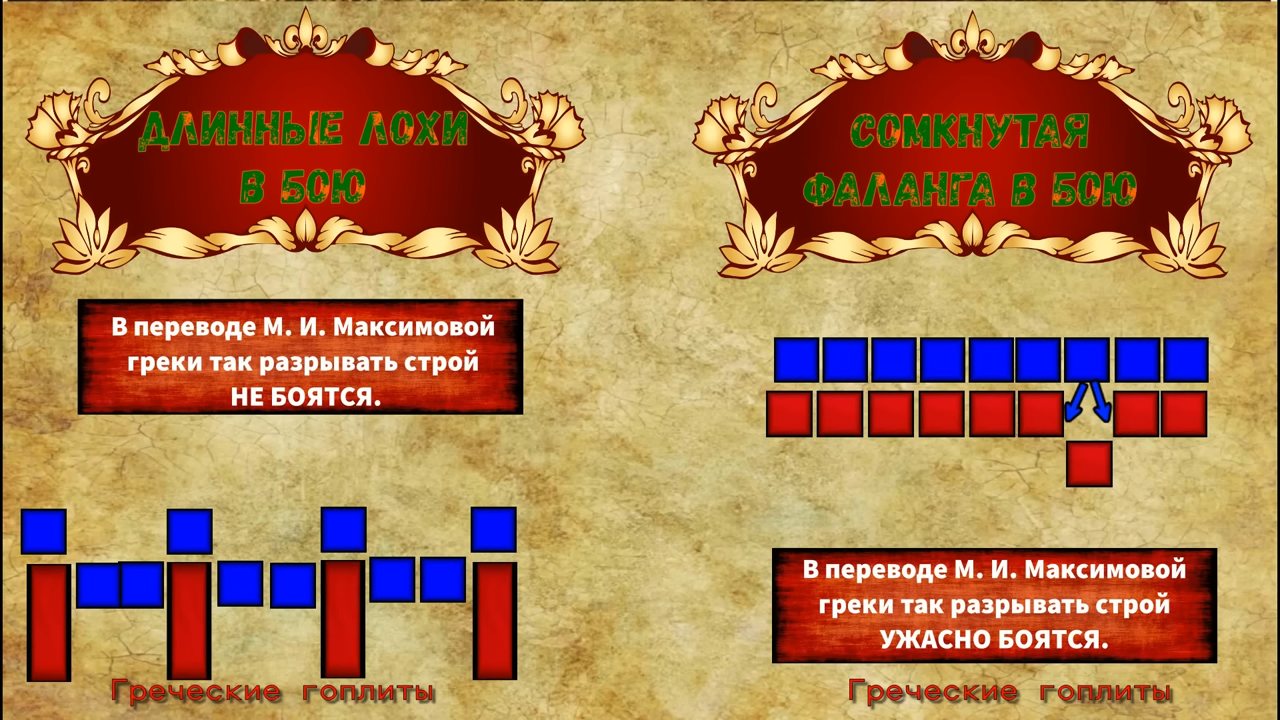 ДЛИННЫЕ ЛОХИ
В БОЮ
В переводе М. И. Максимовой
греки так разрывать строй
НЕ БОЯТСЯ.
Греческие гоплиты
СОМКНУТАЯ
ФАЛАНГА В БОЮ
В переводе М. И. Максимовой
греки так разрывать строй
УЖАСНО БОЯТСЯ.
Греческие гоплиты